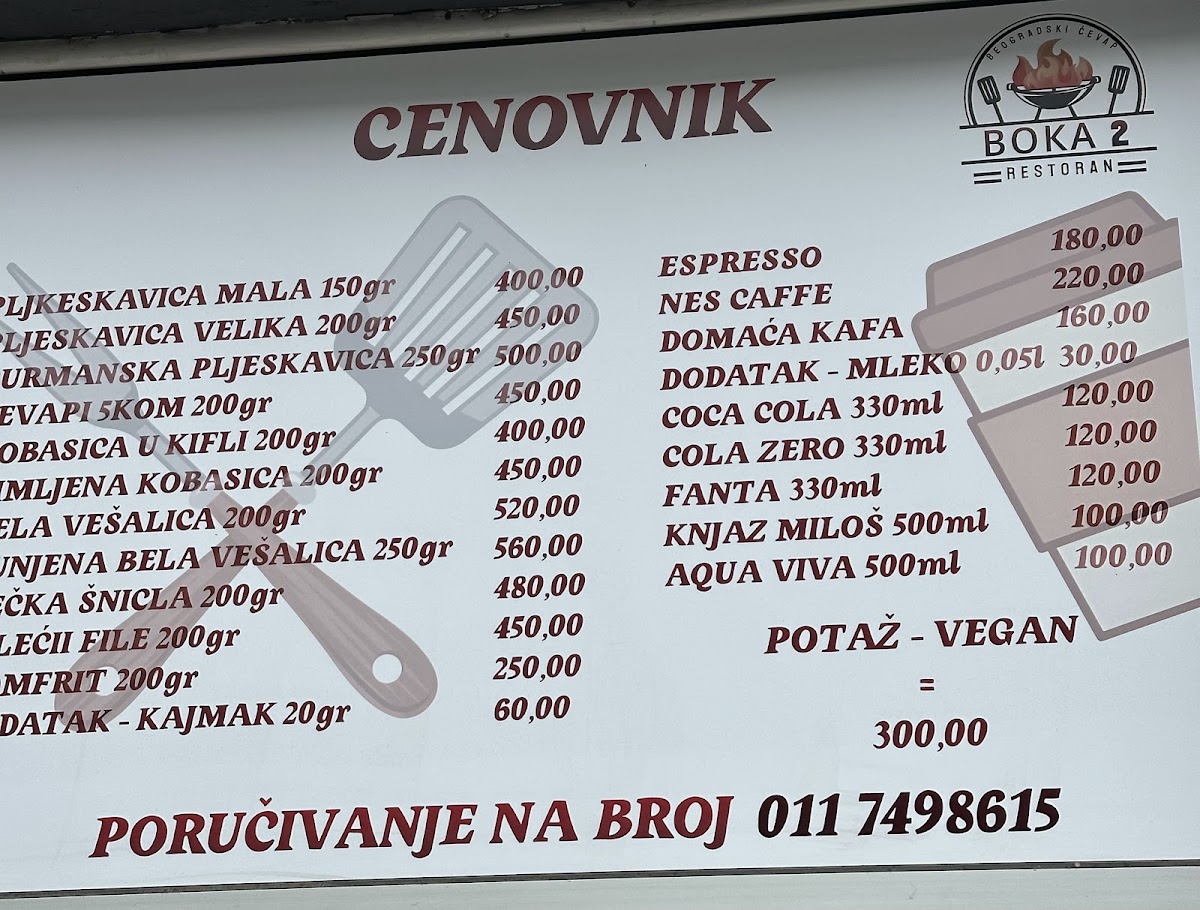 CENOVNIK
BEOGRADSKI ĆEVAP
BOKA 2
RESTORAN
PLJKESKAVICA MALA 150gr 400,00
PLJESKAVICA VELIKA 200gr 450,00
URMANSKA PLJESKAVICA 250gr 500,00
EVAPI 5KOM 200gr 450,00
OBASICA U KIFLI 200gr 400,00
IMLJENA KOBASICA 200gr 450,00
ELA VEŠALICA 200gr 520,00
UNJENA BELA VEŠALICA 250gr 560,00
EČKA ŠNICLA 200gr 480,00
LEĆII FILE 200gr 450,00
OMFRIT 200gr 250,00
DATAK - KAJMAK 20gr 60,00
ESPRESSO 180,00
NES CAFFE 220,00
DOMAĆA KAFA 160,00
DODATAK - MLEKO 0,05l 30,00
COCA COLA 330ml 120,00
COLA ZERO 330ml 120,00
FANTA 330ml 120,00
KNJAZ MILOŠ 500ml 100,00
AQUA VIVA 500ml 100,00
POTAŽ - VEGAN
=
300,00
PORUČIVANJE NA BROJ 011 7498615